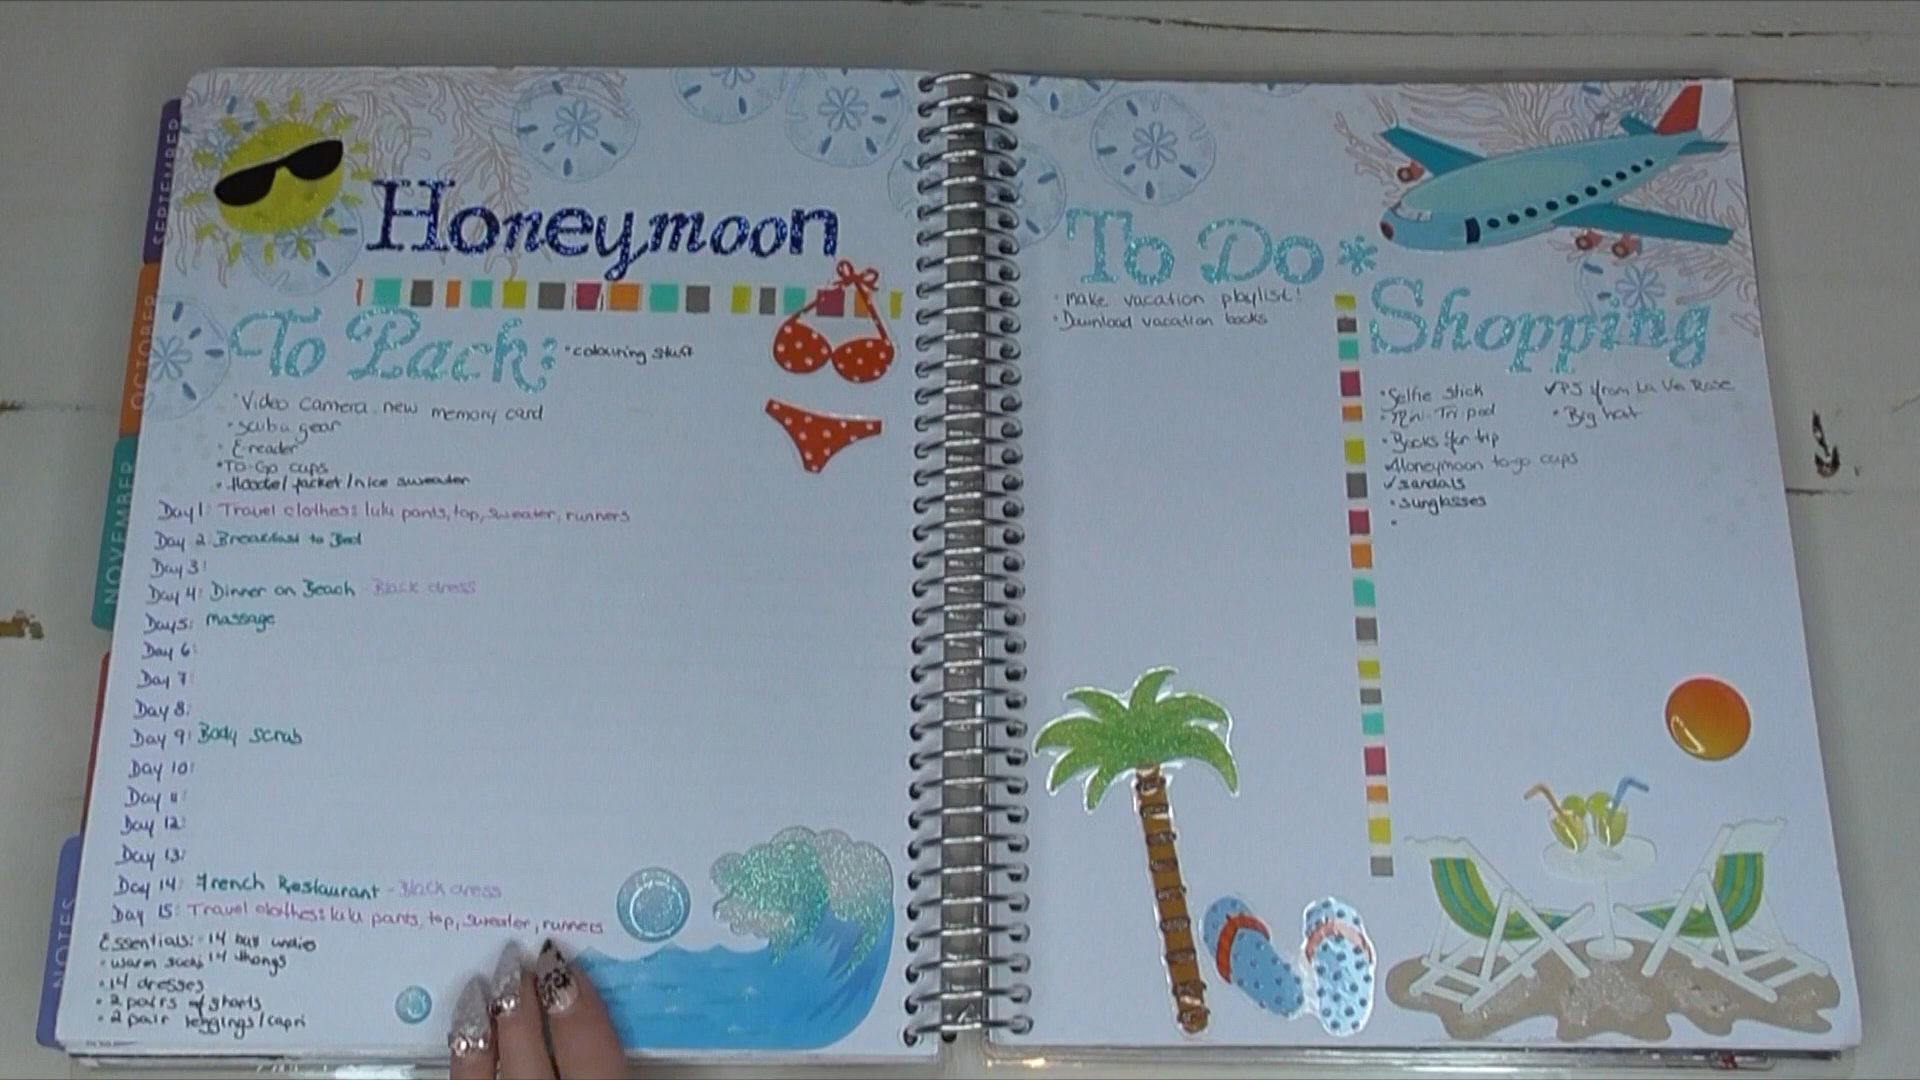 SEPTEMBER
OCTOBER
NOVEMBER
NOTES
Honeymoon
To Pack:
• colouring stuff
• Video Camera, new memory card
• Scuba gear
• E-reader
• To-Go cups
• Hoodie/jacket/nice sweater
Day 1: Travel clothes: lulu pants, top, sweater, runners
Day 2 Breakfast to Bed
Day 3:
Day 4: Dinner on Beach - Black dress
Day 5: massage
Day 6:
Day 7:
Day 8:
Day 9: Body Scrub
Day 10:
Day 11:
Day 12:
Day 13:
Day 14: French Restaurant - Black dress
Day 15: Travel clothes: lulu pants, top, sweater, runners
Essentials: • 14
• warm socks 14 thongs
• 14 dresses
• 2 pairs of shorts
• 2 pair leggings/capri
To Do *
• Make vacation playlist!
• Download vacation books
Shopping
• Selfie stick
• Tri-pod
• Books for trip
✓Honeymoon to-go cups
✓sandals
• sunglasses
•
✓PJ from La Vie Rose
• Big hat